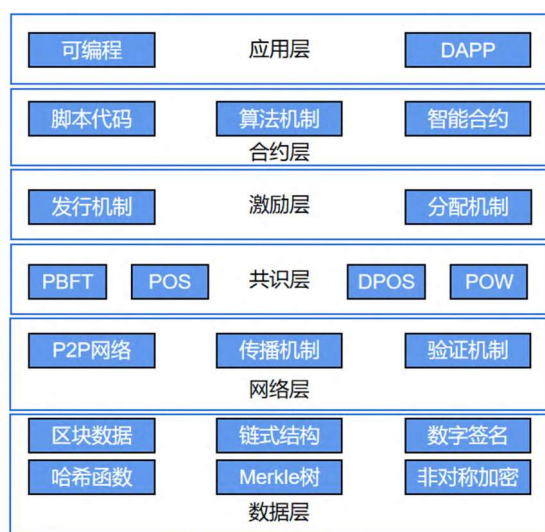 可编程 应用层 DAPP
脚本代码 算法机制 智能合约
合约层
发行机制 激励层 分配机制
PBFT POS 共识层 DPOS POW
P2P网络 传播机制 验证机制
网络层
区块数据 链式结构 数字签名
哈希函数 Merkle树 非对称加密
数据层